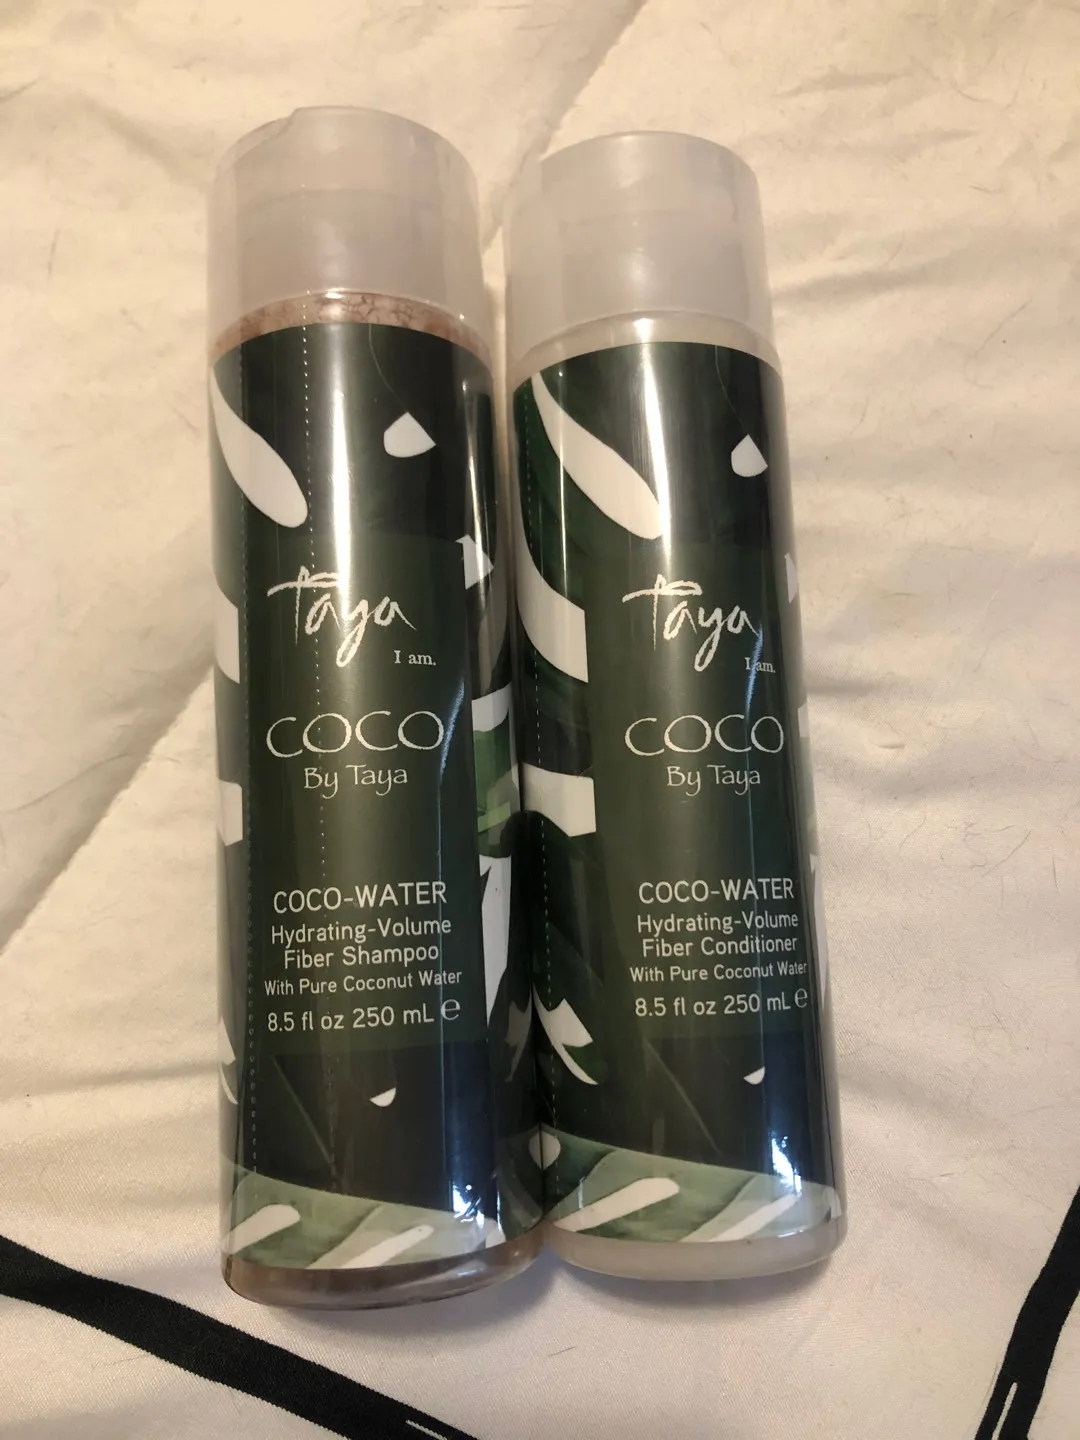 Taya
I am.
COCO
By Taya
COCO-WATER
Hydrating-Volume
Fiber Shampoo
With Pure Coconut Water
8.5 fl oz 250 mL ℮
Taya
I am.
COCO
By Taya
COCO-WATER
Hydrating-Volume
Fiber Conditioner
With Pure Coconut Water
8.5 fl oz 250 mL ℮